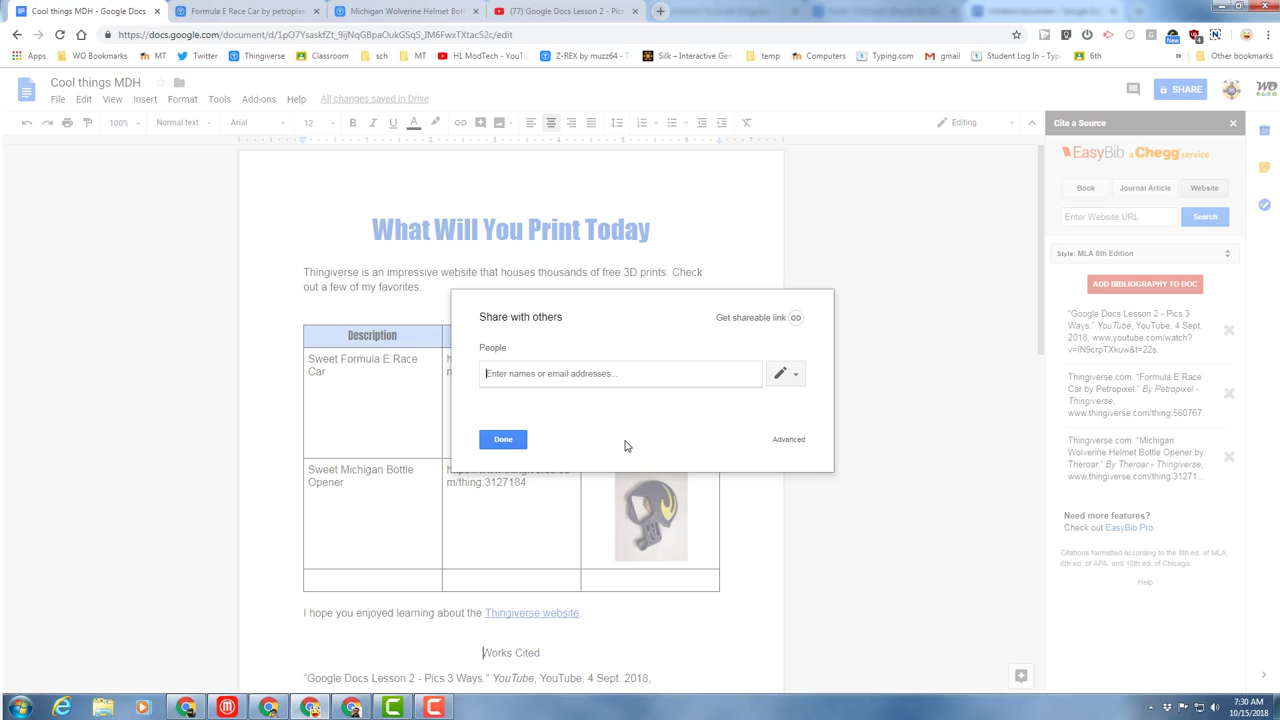 Cool things MDH - Google Docs
Formula E Race Car by petropixe
Michigan Wolverine Helmet Bott
(77) Google Docs Lesson 2 - Pics
https://docs.google.com/document/d/1pO7YsaskfZt_9ijNqGBpaOukGSqS_lM6FwxTXtac52c/edit
Apps
WO Bookmarks
MT
Twitter
Thingiverse
Classroom
sch
MT
HL ModTech - YouT
Z-REX by muzz64 - T
Silk – Interactive Gen
temp
Computers
Typing.com
gmail
Student Log In - Typ
6th
»
Other bookmarks
Cool things MDH
File Edit View Insert Format Tools Add-ons Help All changes saved in Drive
SHARE
100% Normal text Arial 12 B I U A
Editing
Cite a Source
EasyBib a Chegg service
Book Journal Article Website
Enter Website URL Search
Style: MLA 8th Edition
ADD BIBLIOGRAPHY TO DOC
"Google Docs Lesson 2 - Pics 3
Ways." YouTube, YouTube, 4 Sept.
2018, www.youtube.com/watch?
v=IN9crpTXkuw&t=22s.
Thingiverse.com. "Formula E Race
Car by Petropixel." By Petropixel -
Thingiverse,
www.thingiverse.com/thing:560767.
Thingiverse.com. "Michigan
Wolverine Helmet Bottle Opener by
Theroar." By Theroar - Thingiverse,
www.thingiverse.com/thing:31271...
Need more features?
Check out EasyBib Pro.
Citations formatted according to the 8th ed. of MLA,
6th ed. of APA, and 16th ed. of Chicago.
Help
What Will You Print Today
Thingiverse is an impressive website that houses thousands of free 3D prints. Check
out a few of my favorites.
Description
Sweet Formula E Race
Car
Share with others
Get shareable link
People
Enter names or email addresses...
Done
Advanced
Sweet Michigan Bottle
Opener
m/thing:3127184
I hope you enjoyed learning about the Thingiverse website.
Works Cited
"Google Docs Lesson 2 - Pics 3 Ways." YouTube, YouTube, 4 Sept. 2018,
7:30 AM
10/15/2018